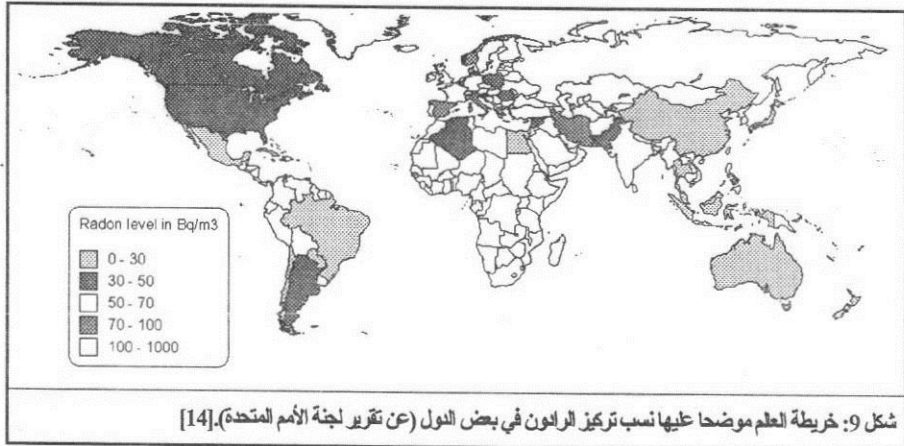 Radon level in Bq/m3
0 - 30
30 - 50
50 - 70
70 - 100
100 - 1000
شكل 9: خريطة العالم موضحا عليها نسب تركيز الرادون في بعض الدول (عن تقرير لجنة الأمم المتحدة).[14]